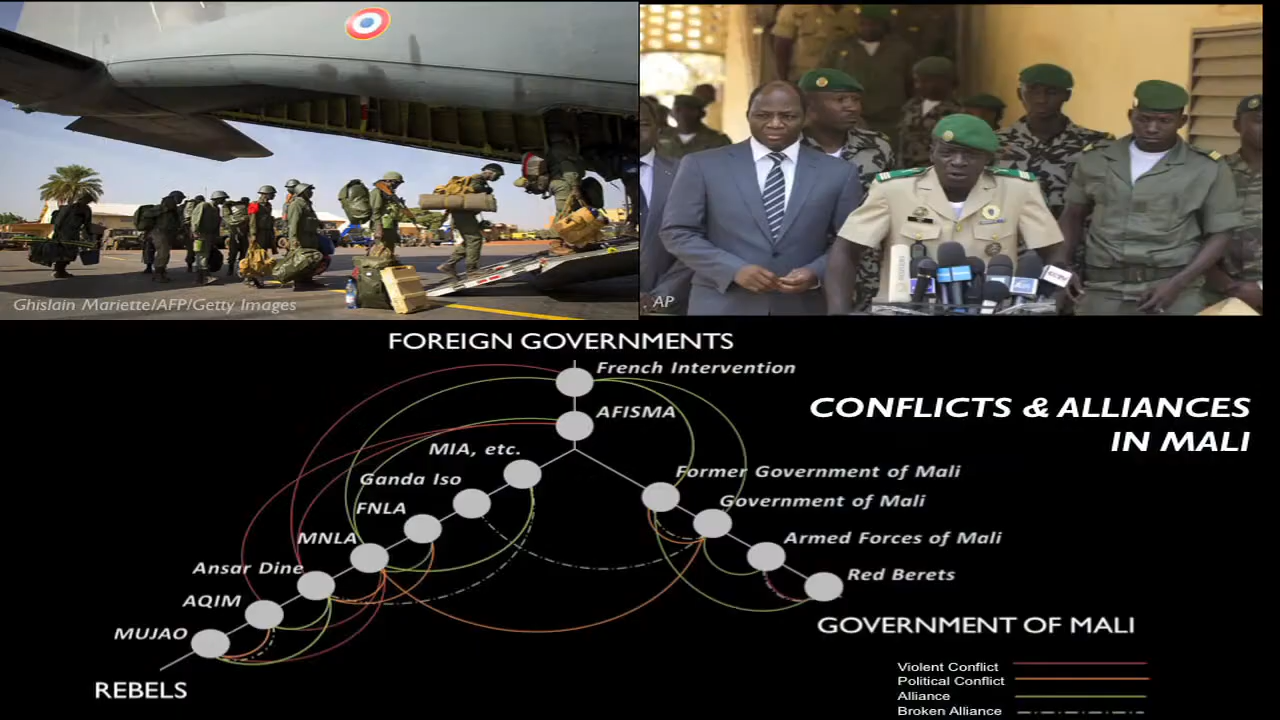 Ghislain Mariette/AFP/Getty Images
AP
FOREIGN GOVERNMENTS
French Intervention
AFISMA
CONFLICTS & ALLIANCES
IN MALI
MIA, etc.
Ganda Iso
FNLA
MNLA
Ansar Dine
AQIM
MUJAO
REBELS
Former Government of Mali
Government of Mali
Armed Forces of Mali
Red Berets
GOVERNMENT OF MALI
Violent Conflict
Political Conflict
Alliance
Broken Alliance